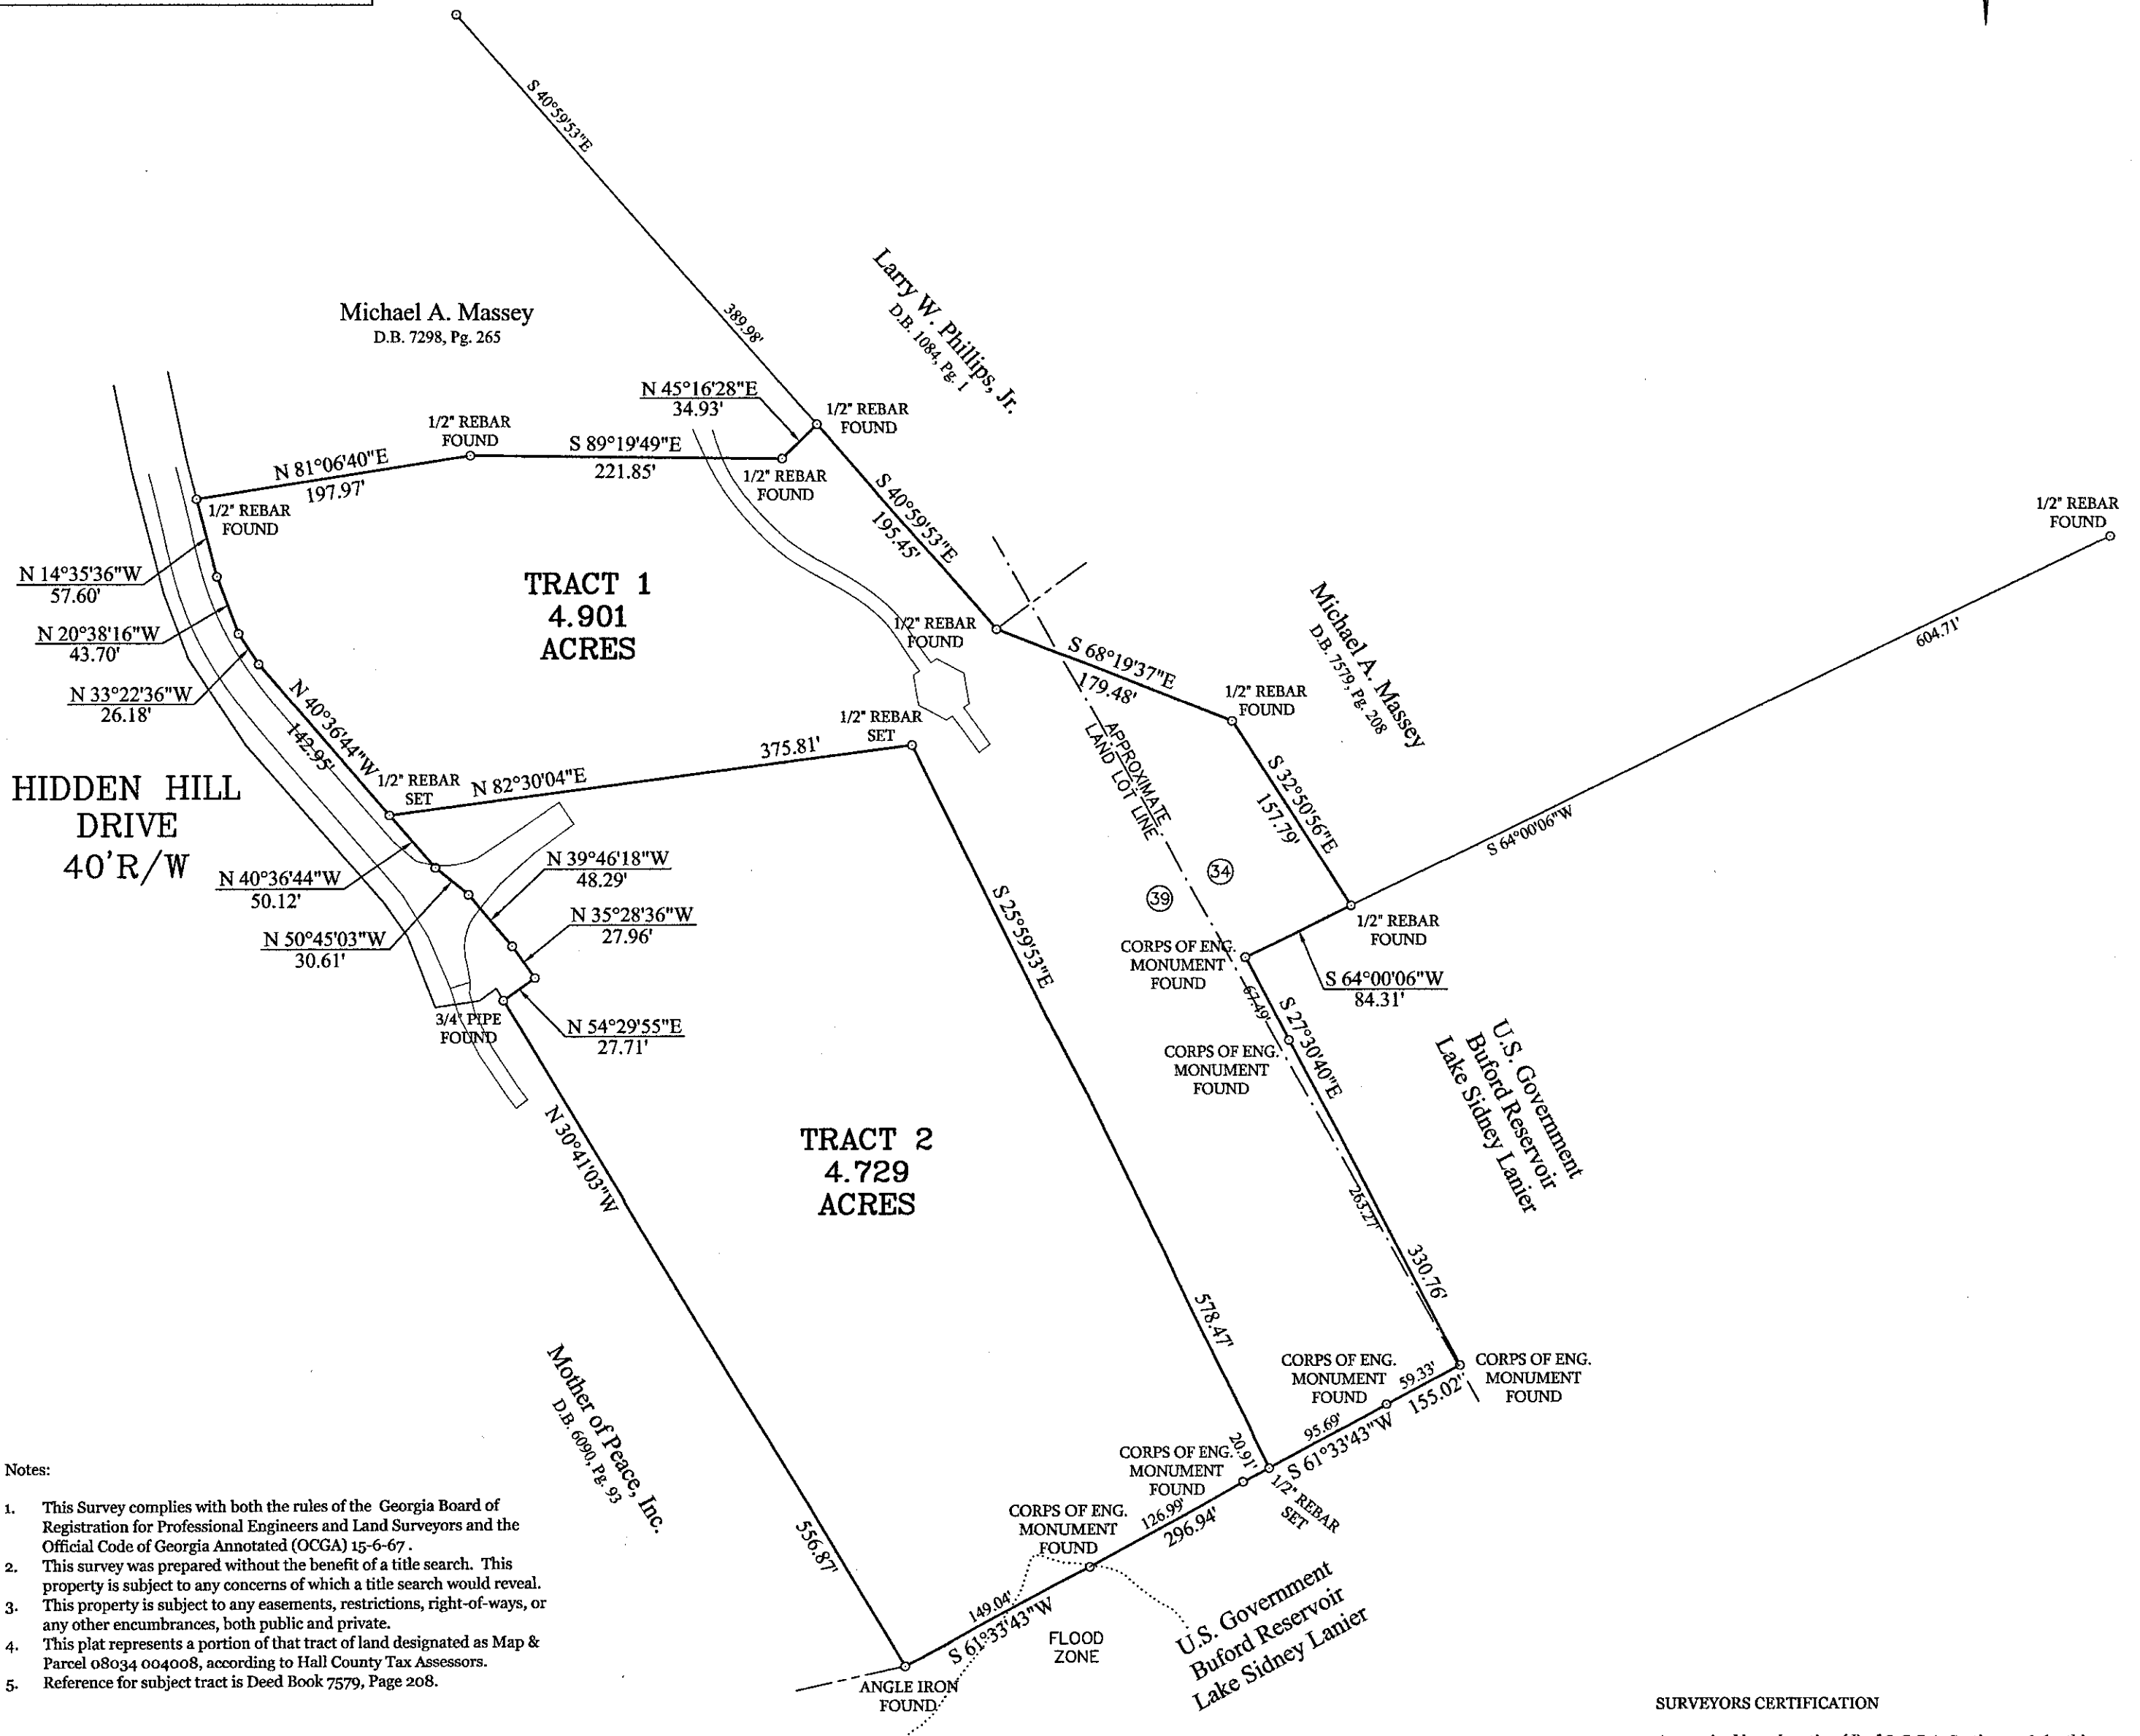 S 40°59'53"E
389.98'
Larry W. Phillips, Jr.
D.B. 1084, Pg. 1
Michael A. Massey
D.B. 7298, Pg. 265
N 45°16'28"E
34.93'
1/2" REBAR
FOUND
1/2" REBAR
FOUND
S 89°19'49"E
221.85'
1/2" REBAR
FOUND
N 81°06'40"E
197.97'
1/2" REBAR
FOUND
S 40°59'53"E
195.45'
1/2" REBAR
FOUND
N 14°35'36"W
57.60'
N 20°38'16"W
43.70'
N 33°22'36"W
26.18'
TRACT 1
4.901
ACRES
1/2" REBAR
FOUND
S 68°19'37"E
179.48'
Michael A. Massey
D.B. 7579, Pg. 208
604.71'
S 64°00'06"W
1/2" REBAR
FOUND
N 40°36'44"W
142.95'
1/2" REBAR
SET
375.81'
N 82°30'04"E
1/2" REBAR
SET
APPROXIMATE
LAND LOT LINE
S 32°50'56"E
157.79'
HIDDEN HILL
DRIVE
40'R/W
N 40°36'44"W
50.12'
N 50°45'03"W
30.61'
N 39°46'18"W
48.29'
N 35°28'36"W
27.96'
34
39
S 25°59'53"E
1/2" REBAR
FOUND
CORPS OF ENG.
MONUMENT
FOUND
S 64°00'06"W
84.31'
67.49'
S 27°30'40"E
3/4" PIPE
FOUND
N 54°29'55"E
27.71'
CORPS OF ENG.
MONUMENT
FOUND
U.S. Government
Buford Reservoir
Lake Sidney Lanier
N 30°41'03"W
TRACT 2
4.729
ACRES
263.27'
330.76'
578.47'
Mother of Peace, Inc.
D.B. 6090, Pg. 93
CORPS OF ENG.
MONUMENT
FOUND
59.33'
155.02'
CORPS OF ENG.
MONUMENT
FOUND
95.69'
S 61°33'43"W
20.91'
CORPS OF ENG.
MONUMENT
FOUND
1/2" REBAR
SET
556.87'
CORPS OF ENG.
MONUMENT
FOUND
126.99'
296.94'
149.04'
S 61°33'43"W
FLOOD
ZONE
U.S. Government
Buford Reservoir
Lake Sidney Lanier
ANGLE IRON
FOUND
Notes:
1. This Survey complies with both the rules of the Georgia Board of
Registration for Professional Engineers and Land Surveyors and the
Official Code of Georgia Annotated (OCGA) 15-6-67.
2. This survey was prepared without the benefit of a title search. This
property is subject to any concerns of which a title search would reveal.
3. This property is subject to any easements, restrictions, right-of-ways, or
any other encumbrances, both public and private.
4. This plat represents a portion of that tract of land designated as Map &
Parcel 08034 004008, according to Hall County Tax Assessors.
5. Reference for subject tract is Deed Book 7579, Page 208.
SURVEYORS CERTIFICATION